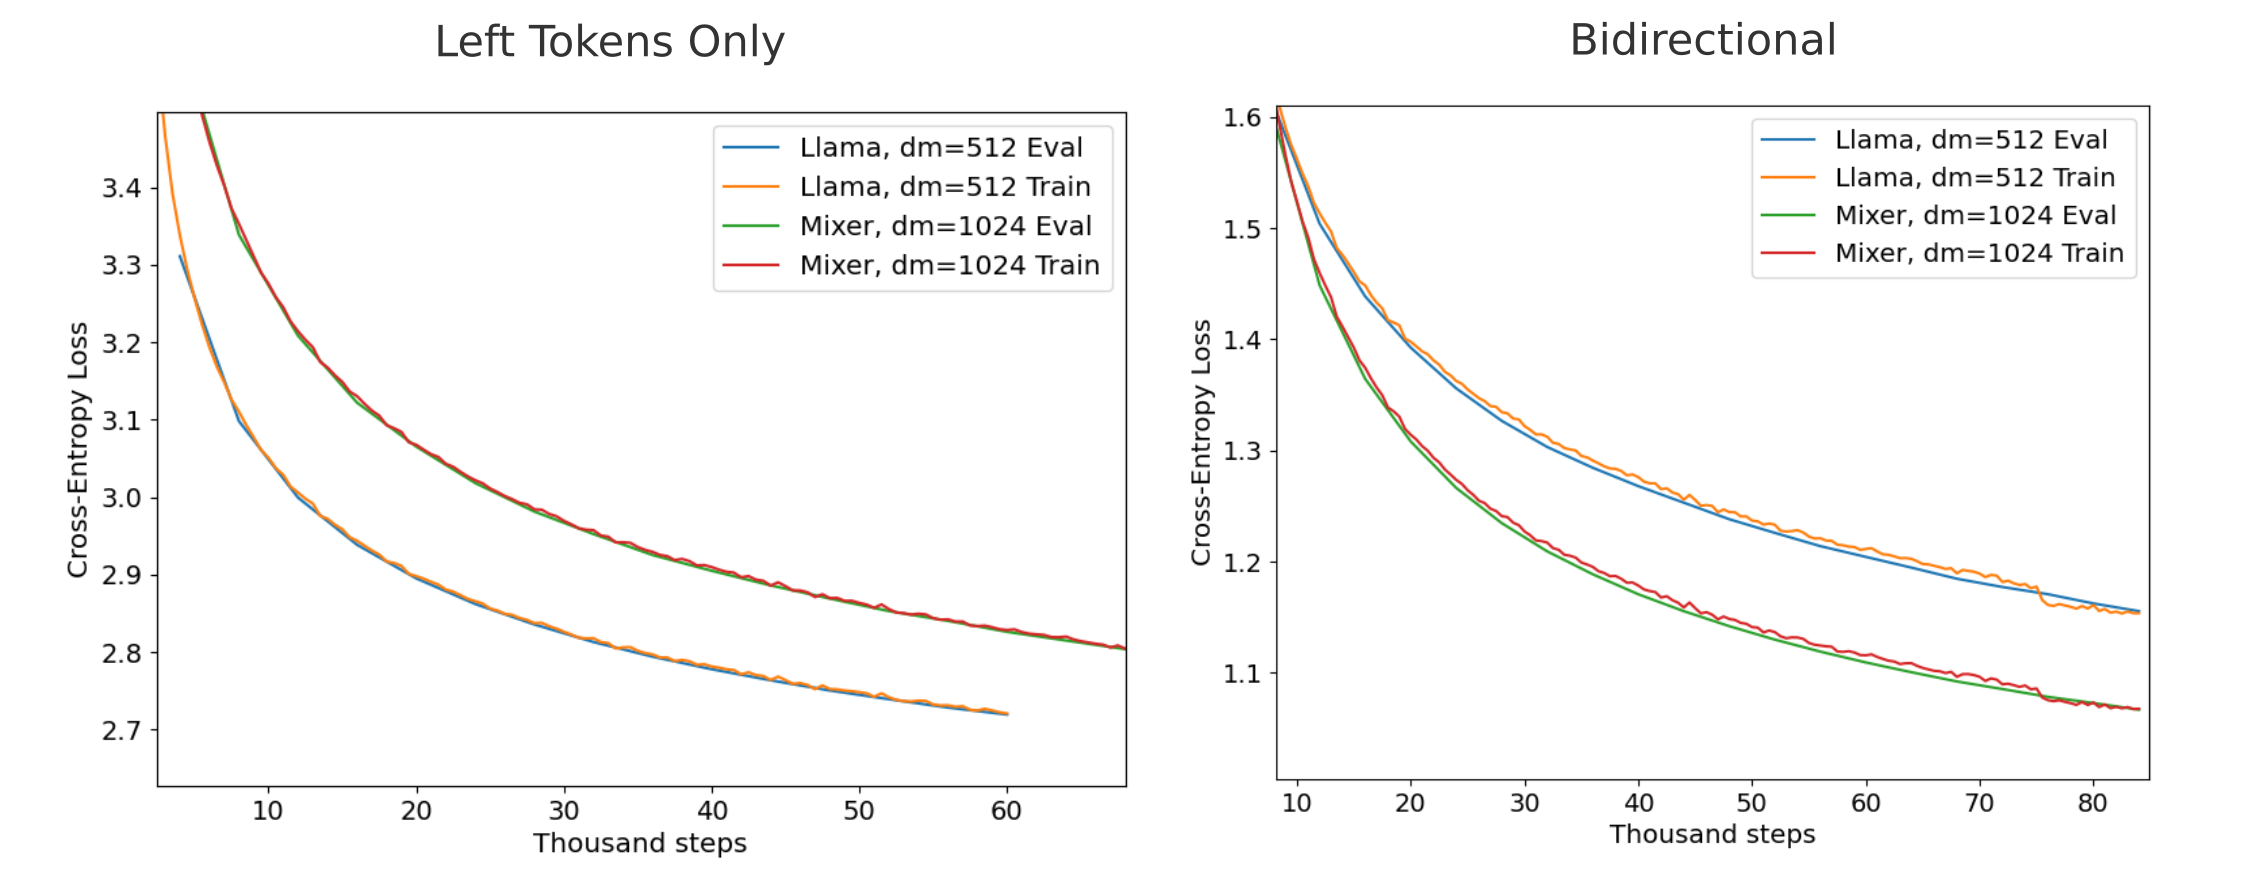 Left Tokens Only
Llama, dm=512 Eval
Llama, dm=512 Train
Mixer, dm=1024 Eval
Mixer, dm=1024 Train
3.4
3.3
3.2
3.1
3.0
2.9
2.8
2.7
Cross-Entropy Loss
10 20 30 40 50 60
Thousand steps
Bidirectional
Llama, dm=512 Eval
Llama, dm=512 Train
Mixer, dm=1024 Eval
Mixer, dm=1024 Train
1.6
1.5
1.4
1.3
1.2
1.1
Cross-Entropy Loss
10 20 30 40 50 60 70 80
Thousand steps